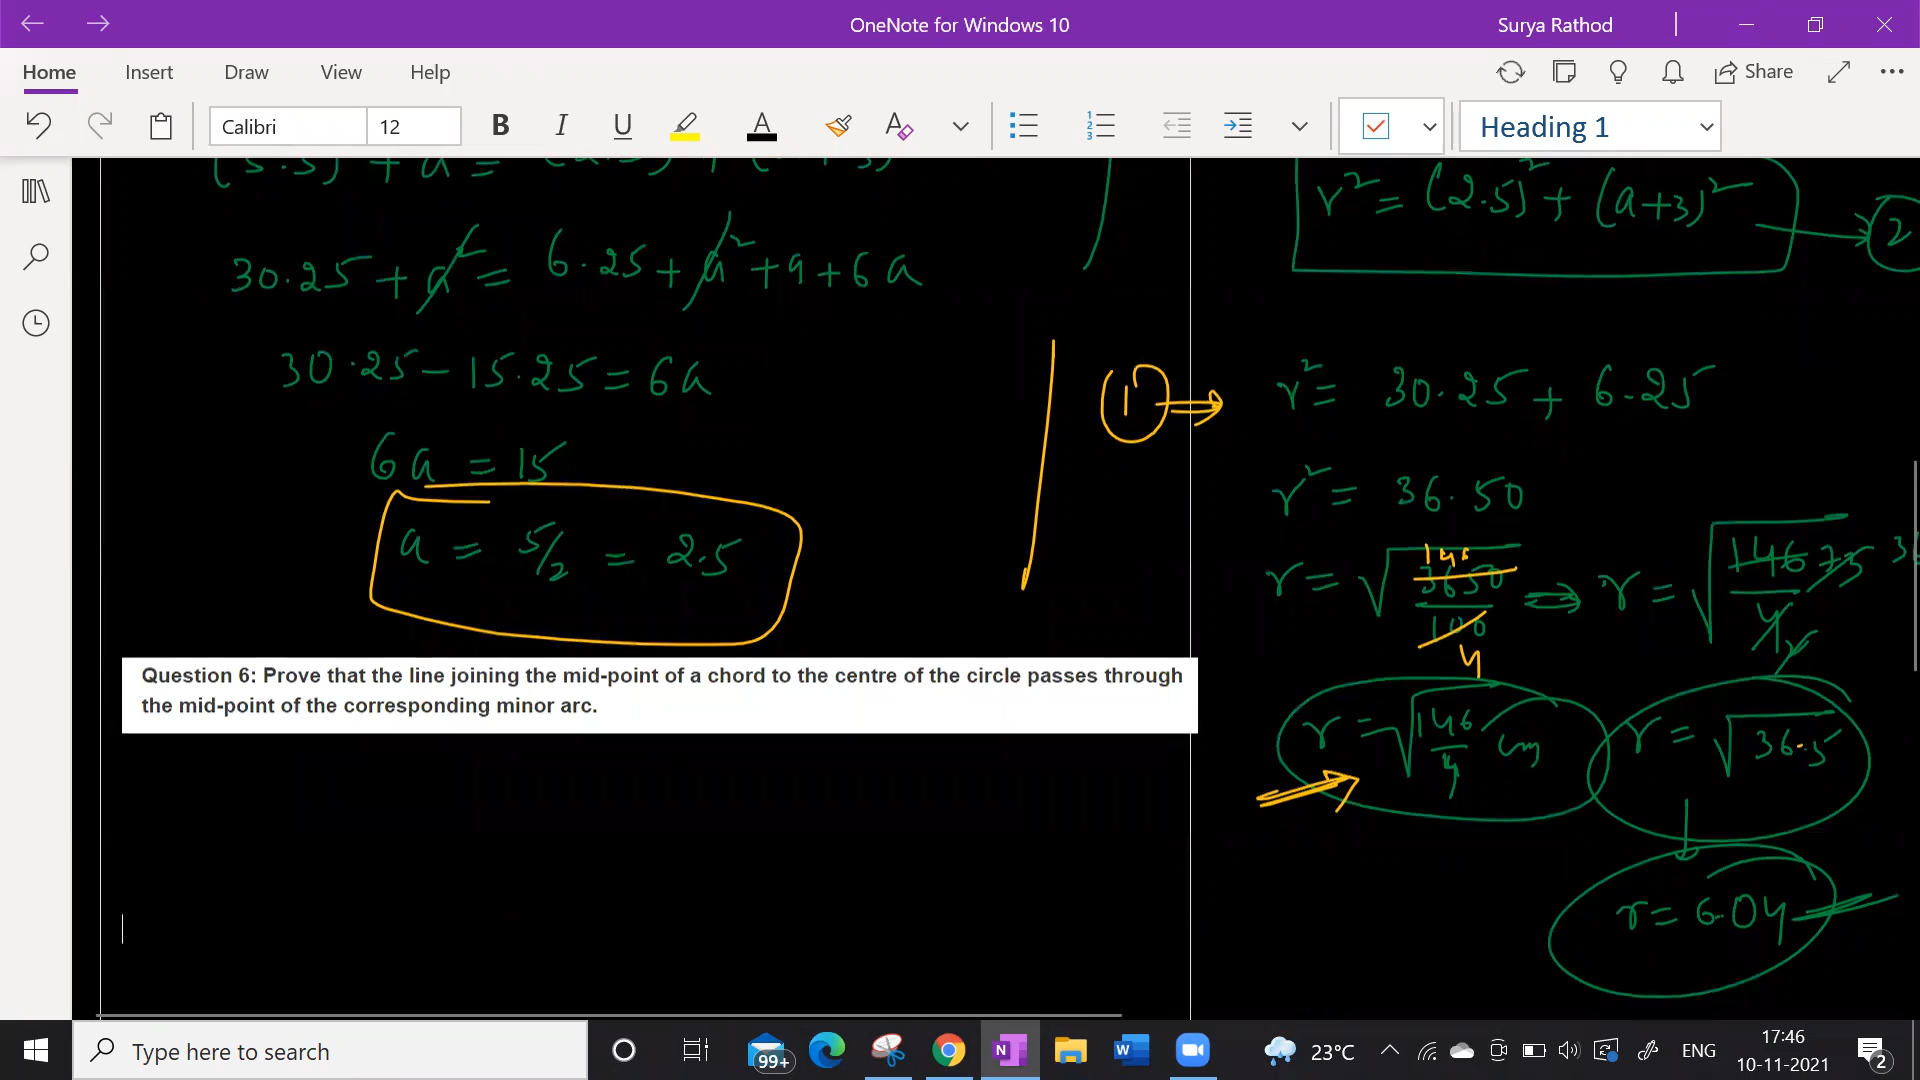 OneNote for Windows 10
Surya Rathod
Home Insert Draw View Help
Share
Calibri 12 B I U A Heading 1
30.25 + a² = 6.25 + a² + 9 + 6a
30.25 - 15.25 = 6a
6a = 15
a = 5/2 = 2.5
Question 6: Prove that the line joining the mid-point of a chord to the centre of the circle passes through
the mid-point of the corresponding minor arc.
r² = (2.5)² + (a+3)² 2
1 r² = 30.25 + 6.25
r² = 36.50
r = √146 3650/100 4 ⇒ r = √146
r = √146/4 cm
r = √36.5
r = 6.04
Type here to search
99+
23°C
ENG
17:46
10-11-2021
2